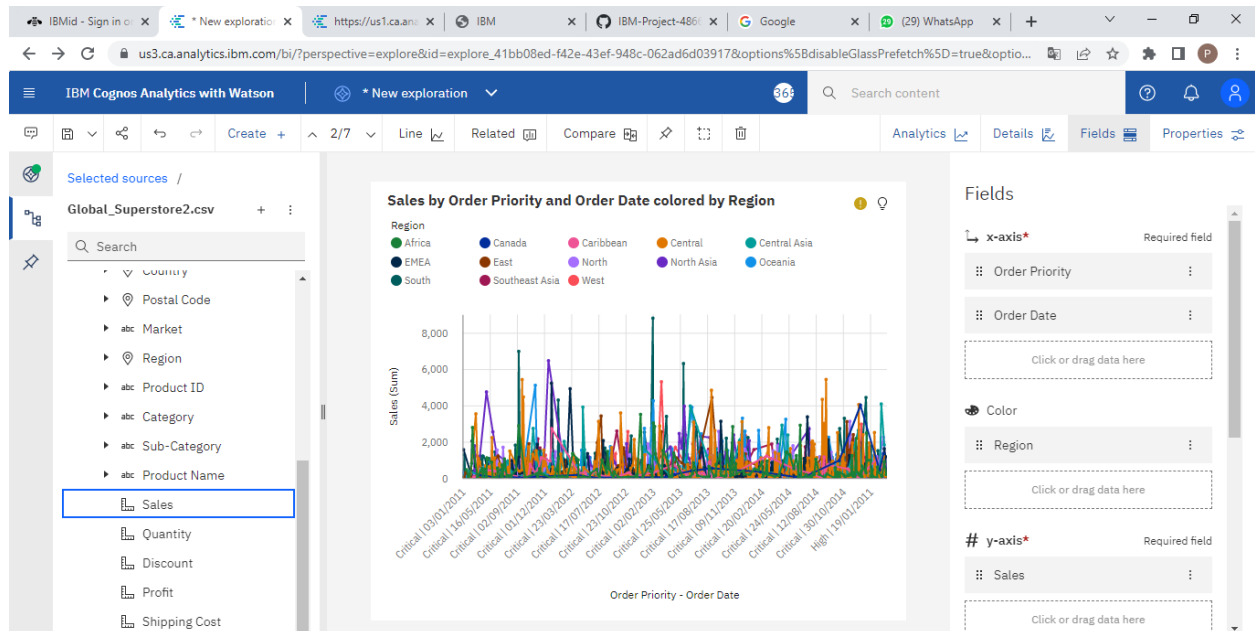 IBMid - Sign in or
* New exploration
https://us1.ca.ana
IBM
IBM-Project-486
Google
(29) WhatsApp
us3.ca.analytics.ibm.com/bi/?perspective=explore&id=explore_41bb08ed-f42e-43ef-948c-062ad6d03917&options%5BdisableGlassPrefetch%5D=true&optio...
P
IBM Cognos Analytics with Watson
* New exploration
365
Search content
Create +
2/7
Line
Related
Compare
Analytics
Details
Fields
Properties
Selected sources /
Global_Superstore2.csv
Search
Country
Postal Code
abc Market
Region
abc Product ID
abc Category
abc Sub-Category
abc Product Name
Sales
Quantity
Discount
Profit
Shipping Cost
Sales by Order Priority and Order Date colored by Region
Region
Africa
Canada
Caribbean
Central
Central Asia
EMEA
East
North
North Asia
Oceania
South
Southeast Asia
West
Sales (Sum)
8,000
6,000
4,000
2,000
0
Critical | 03/01/2011
Critical | 16/05/2011
Critical | 02/09/2011
Critical | 01/12/2011
Critical | 23/03/2012
Critical | 17/07/2012
Critical | 23/10/2012
Critical | 02/02/2013
Critical | 25/05/2013
Critical | 17/08/2013
Critical | 09/11/2013
Critical | 20/02/2014
Critical | 24/05/2014
Critical | 12/08/2014
Critical | 30/10/2014
High | 19/01/2011
Order Priority - Order Date
Fields
x-axis*
Required field
Order Priority
Order Date
Click or drag data here
Color
Region
Click or drag data here
# y-axis*
Required field
Sales
Click or drag data here